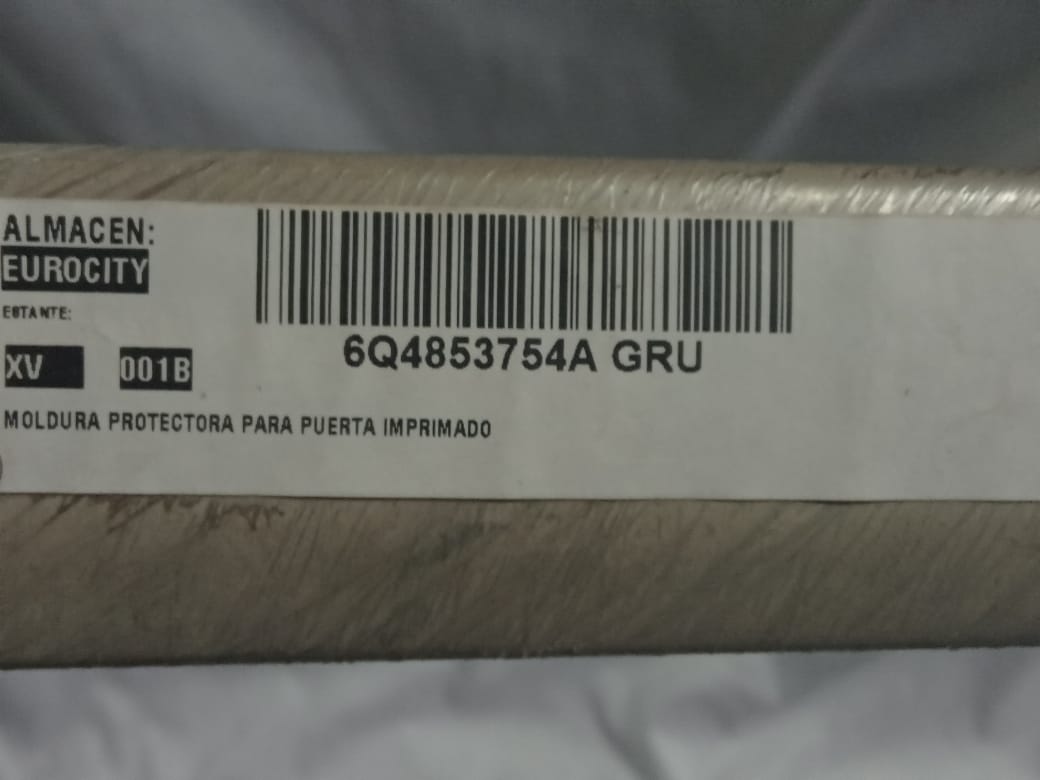 ALMACEN:
EUROCITY
ESTANTE:
XV 001B
6Q4853754A GRU
MOLDURA PROTECTORA PARA PUERTA IMPRIMADO